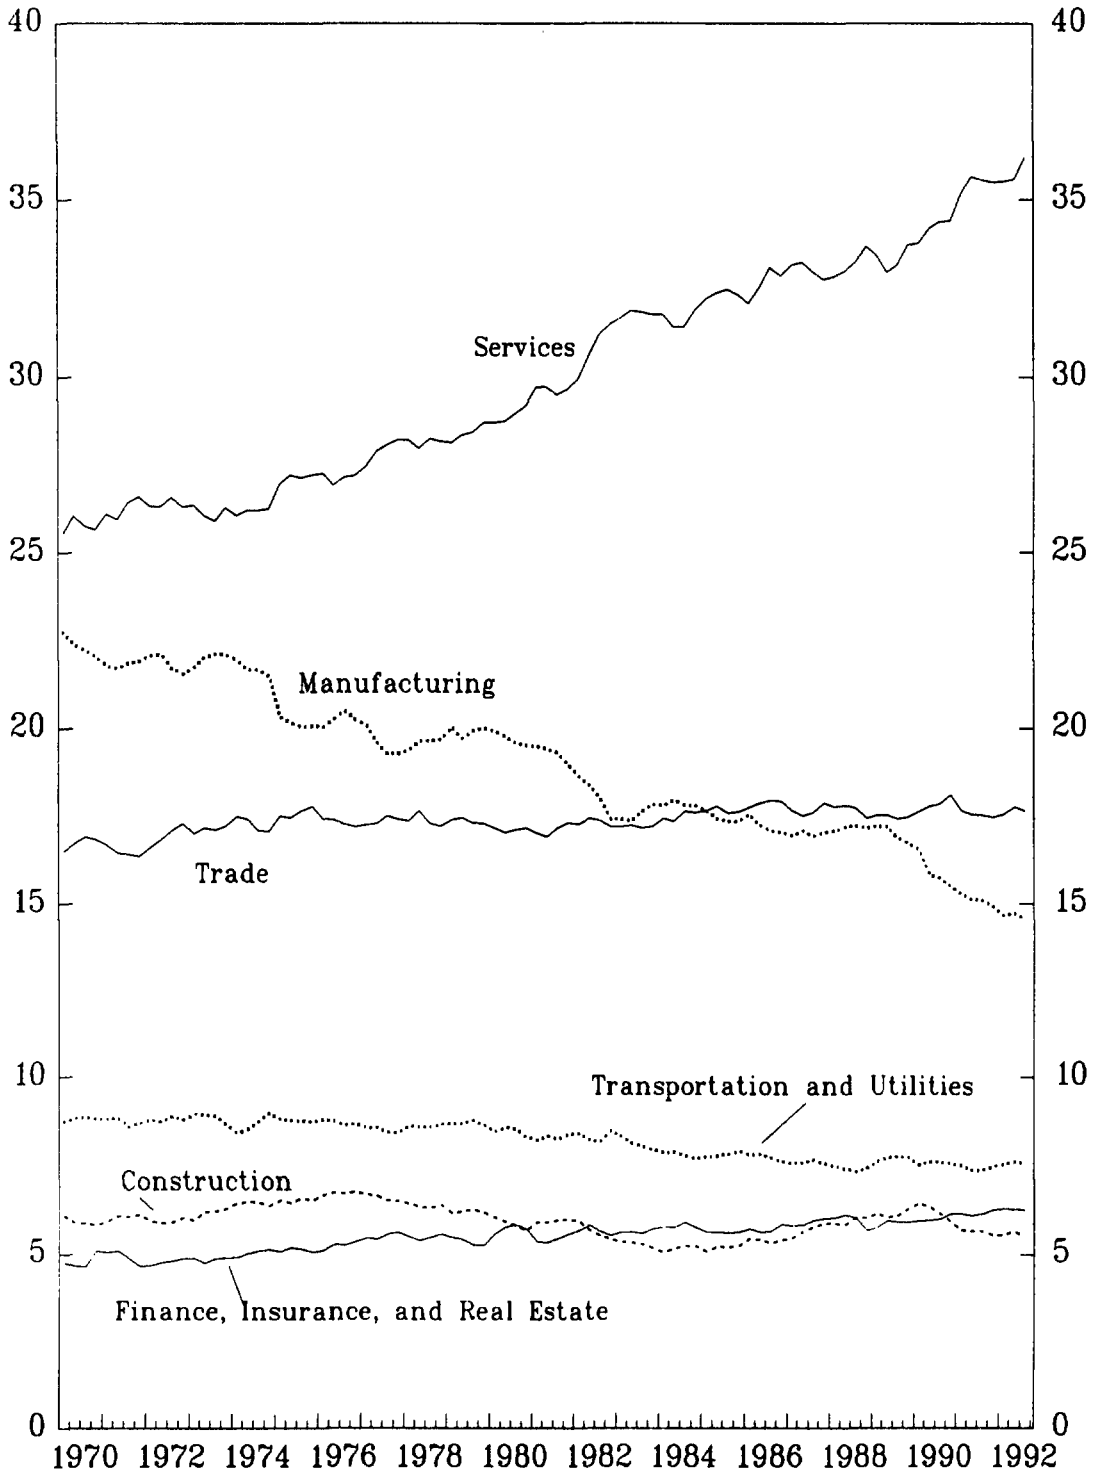 40 40
35 35
Services
30 30
25 25
Manufacturing
20 20
Trade
15 15
10 10
Transportation and Utilities
Construction
5 5
Finance, Insurance, and Real Estate
0 0
1970 1972 1974 1976 1978 1980 1982 1984 1986 1988 1990 1992